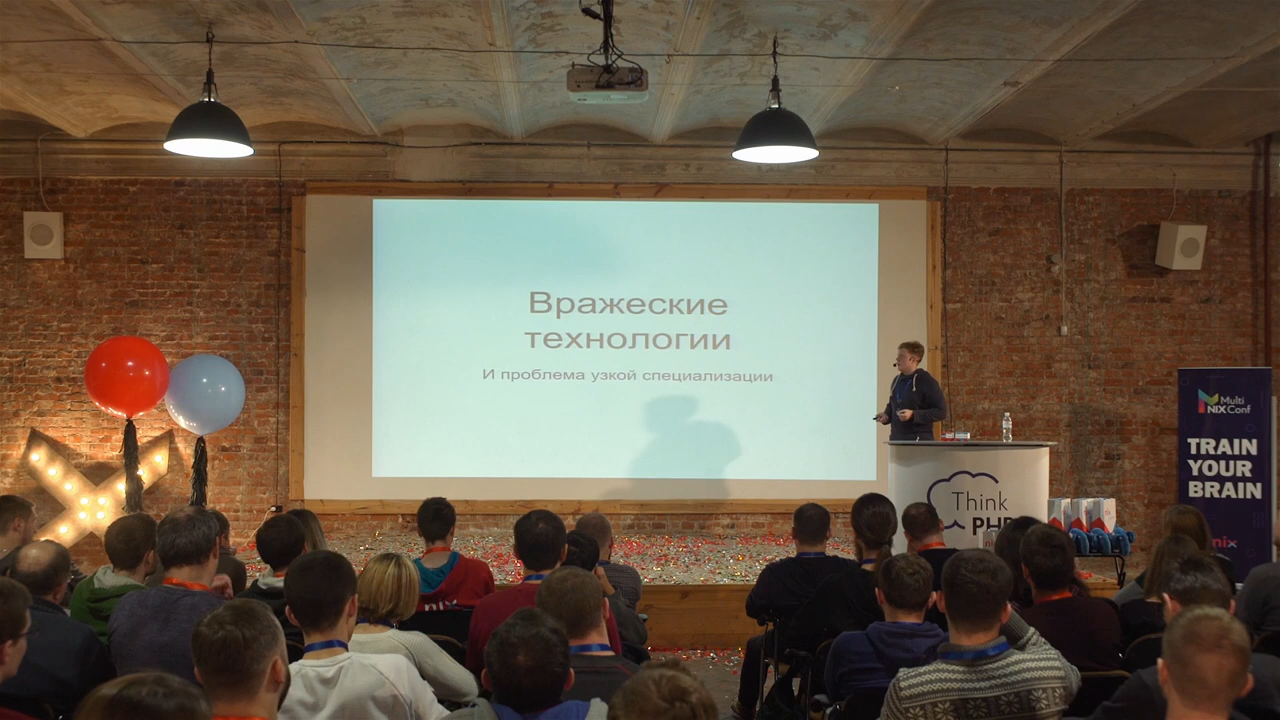 Вражеские
технологии
И проблема узкой специализации
Multi
NIX Conf
TRAIN
YOUR
BRAIN
Think
PHP
nix